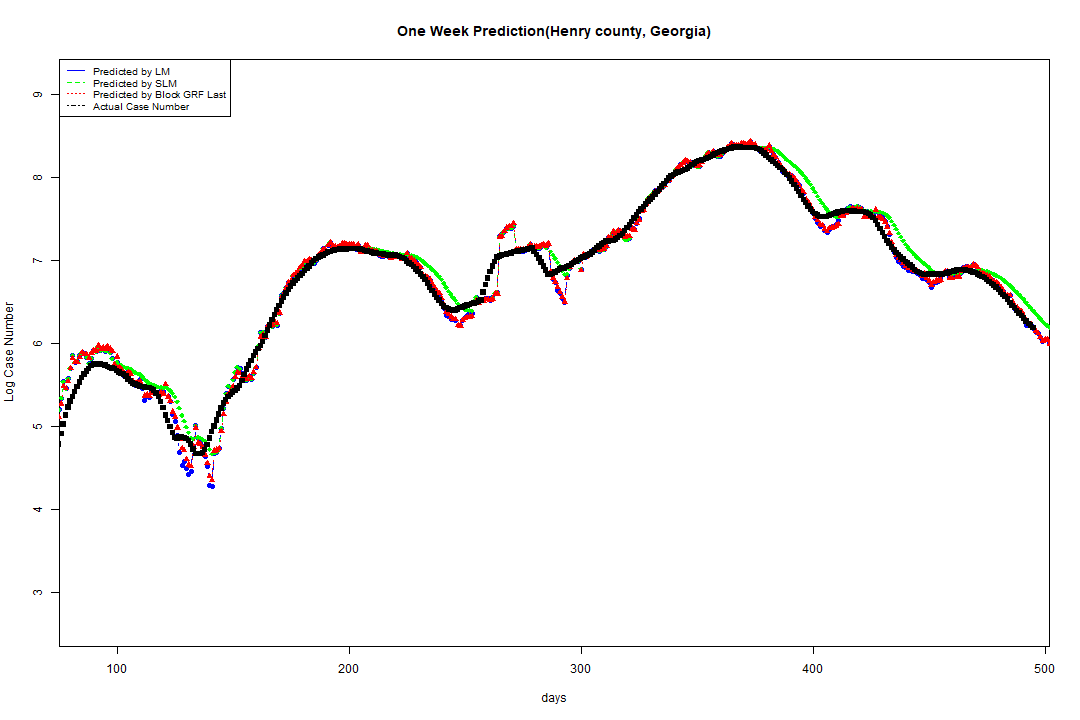 One Week Prediction(Henry county, Georgia)
Predicted by LM
Predicted by SLM
Predicted by Block GRF Last
Actual Case Number
9
8
7
6
5
4
3
Log Case Number
100 200 300 400 500
days